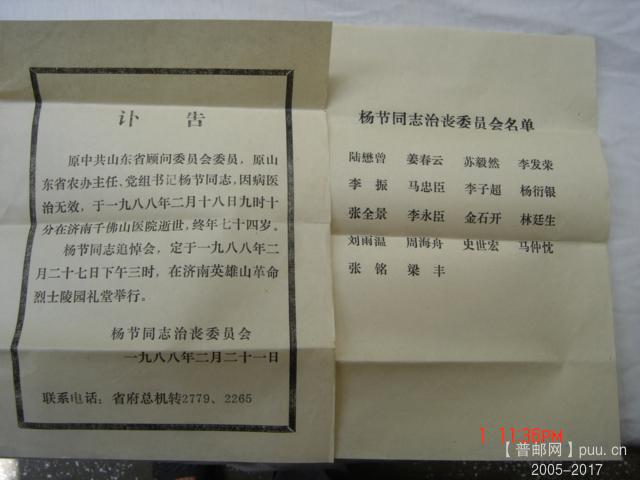 讣 告
原中共山东省顾问委员会委员，原山
东省农办主任、党组书记杨节同志，因病医
治无效，于一九八八年二月十八日九时十
分在济南千佛山医院逝世，终年七十四岁。
杨节同志追悼会，定于一九八八年二
月二十七日下午三时，在济南英雄山革命
烈士陵园礼堂举行。
杨节同志治丧委员会
一九八八年二月二十一日
联系电话：省府总机转2779、2265
杨节同志治丧委员会名单
陆懋曾 姜春云 苏毅然 李发荣
李 振 马忠臣 李子超 杨衍银
张全景 李永臣 金石开 林廷生
刘雨温 周海舟 史世宏 马仲忱
张 铭 梁 丰
1 11:35PM
【普邮网】puu.cn
2005-2017